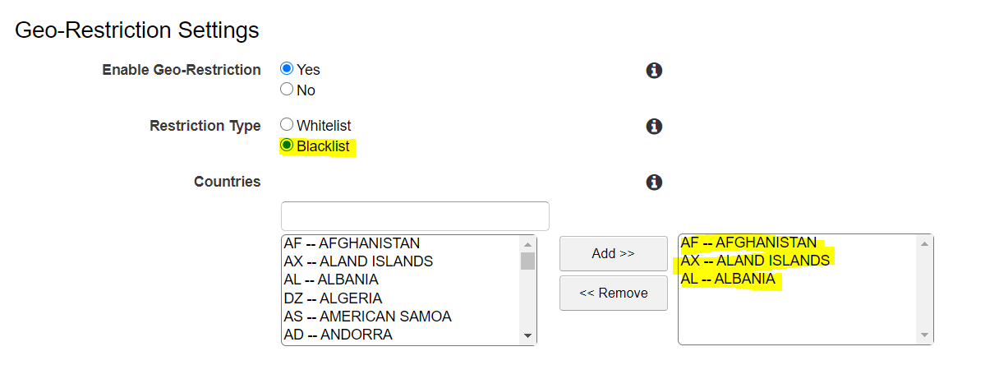 Geo-Restriction Settings
Enable Geo-Restriction
Yes
No
Restriction Type
Whitelist
Blacklist
Countries
AF -- AFGHANISTAN
AX -- ALAND ISLANDS
AL -- ALBANIA
DZ -- ALGERIA
AS -- AMERICAN SAMOA
AD -- ANDORRA
Add >>
<< Remove
AF -- AFGHANISTAN
AX -- ALAND ISLANDS
AL -- ALBANIA